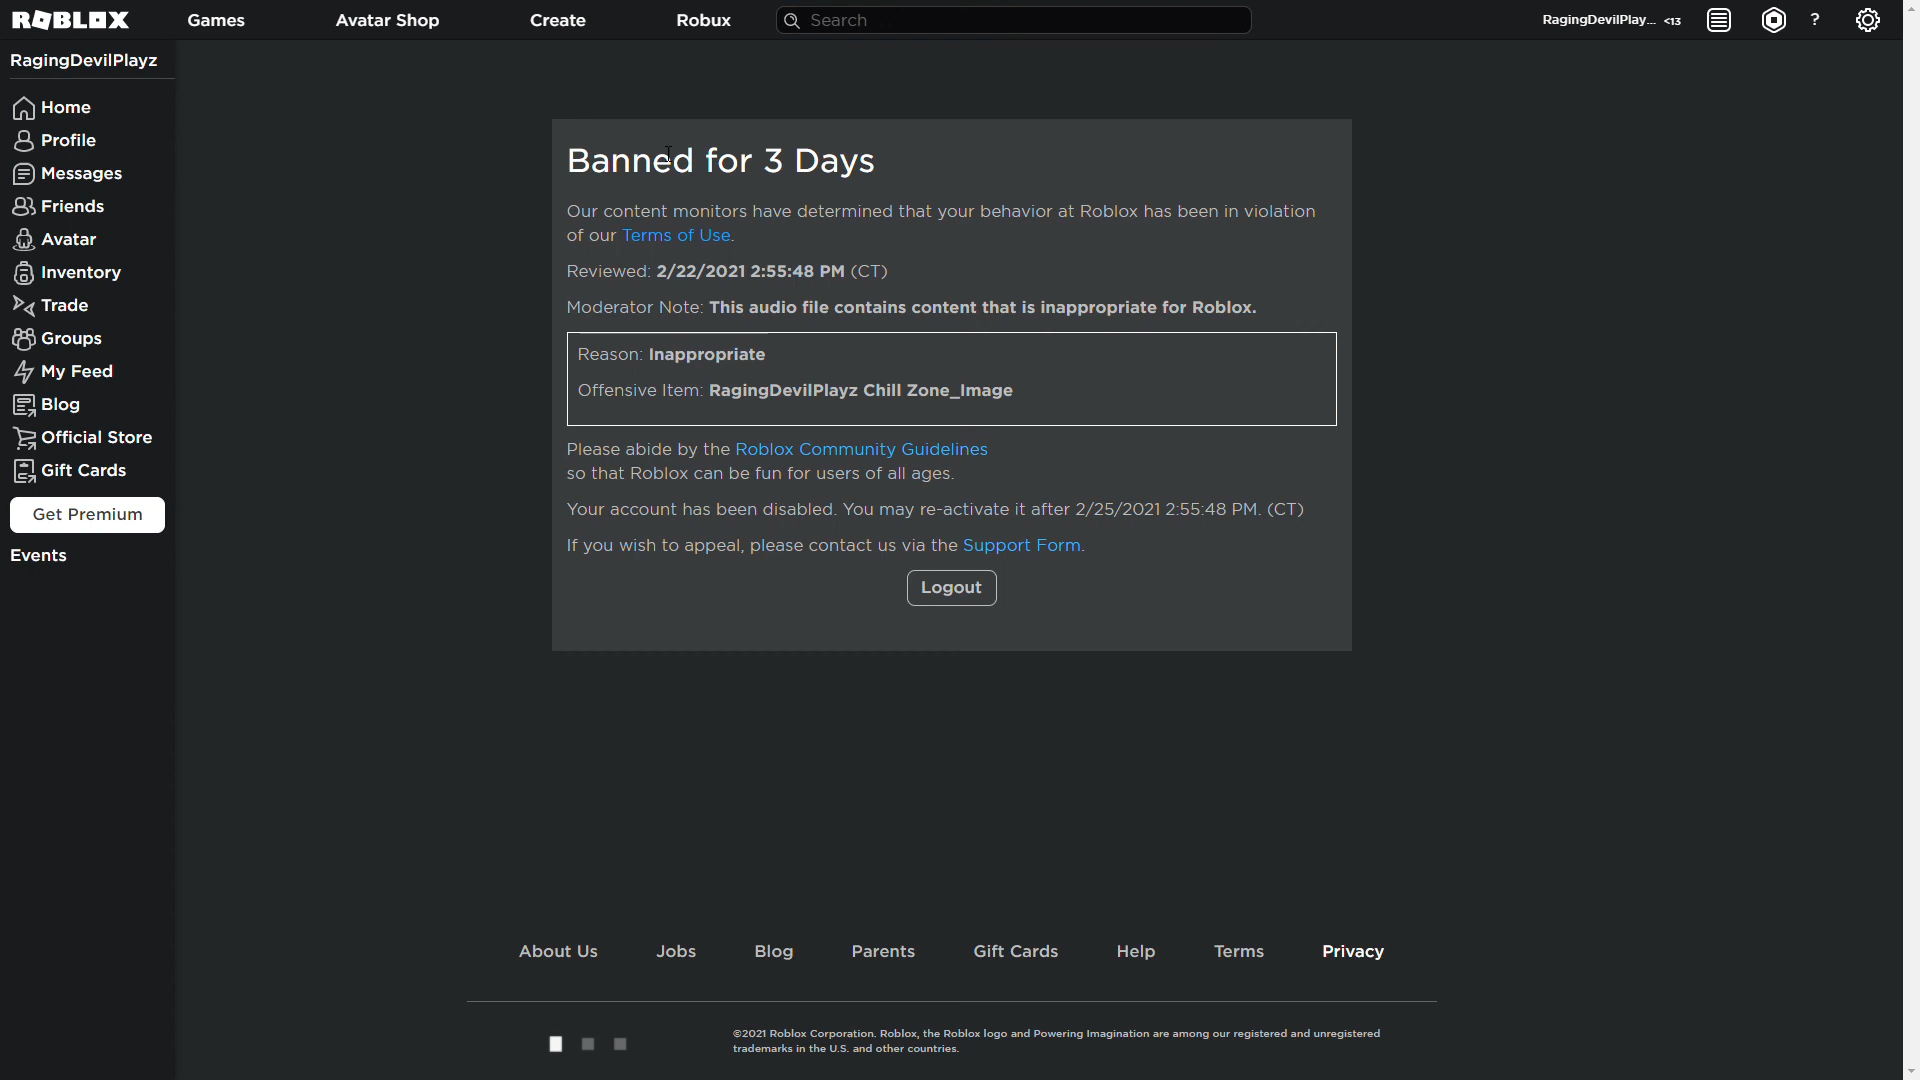 ROBLOX Games Avatar Shop Create Robux Search RagingDevilPlay... <13 ?
RagingDevilPlayz
Home
Profile
Messages
Friends
Avatar
Inventory
Trade
Groups
My Feed
Blog
Official Store
Gift Cards
Get Premium
Events
Banned for 3 Days
Our content monitors have determined that your behavior at Roblox has been in violation
of our Terms of Use.
Reviewed: 2/22/2021 2:55:48 PM (CT)
Moderator Note: This audio file contains content that is inappropriate for Roblox.
Reason: Inappropriate
Offensive Item: RagingDevilPlayz Chill Zone_Image
Please abide by the Roblox Community Guidelines
so that Roblox can be fun for users of all ages.
Your account has been disabled. You may re-activate it after 2/25/2021 2:55:48 PM. (CT)
If you wish to appeal, please contact us via the Support Form.
Logout
About Us Jobs Blog Parents Gift Cards Help Terms Privacy
©2021 Roblox Corporation. Roblox, the Roblox logo and Powering Imagination are among our registered and unregistered
trademarks in the U.S. and other countries.